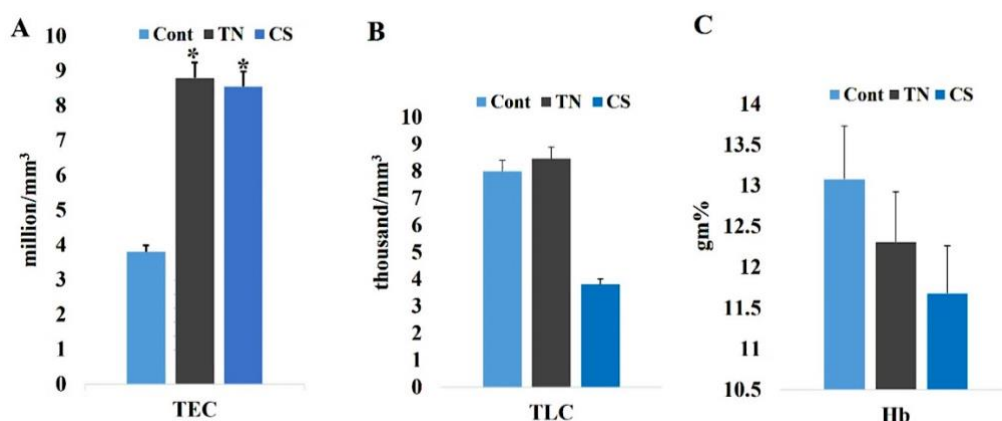 A
Cont TN CS
10
9
8
7
6
5
4
3
2
1
0
million/mm³
* *
TEC
B
Cont TN CS
10
9
8
7
6
5
4
3
2
1
0
thousand/mm³
TLC
C
Cont TN CS
14
13.5
13
12.5
12
11.5
11
10.5
gm%
Hb